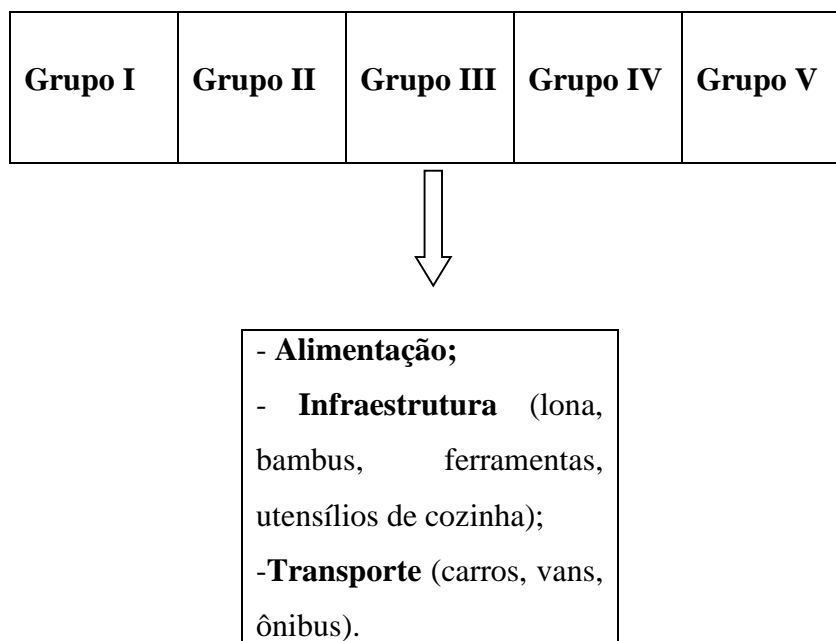 Grupo I Grupo II Grupo III Grupo IV Grupo V
- Alimentação;
- Infraestrutura (lona,
bambus, ferramentas,
utensílios de cozinha);
-Transporte (carros, vans,
ônibus).